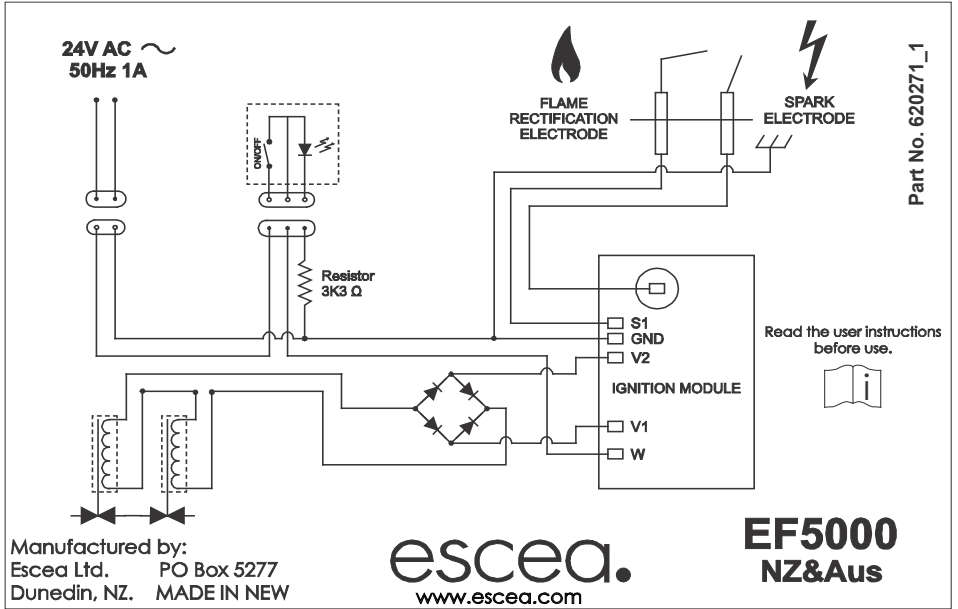 24V AC
50Hz 1A
ON/OFF
FLAME
RECTIFICATION
ELECTRODE
SPARK
ELECTRODE
Part No. 620271_1
Resistor
3K3 Ω
S1
GND
V2
IGNITION MODULE
V1
W
Read the user instructions
before use.
i
Manufactured by:
Escea Ltd. PO Box 5277
Dunedin, NZ. MADE IN NEW
escea.
www.escea.com
EF5000
NZ&Aus